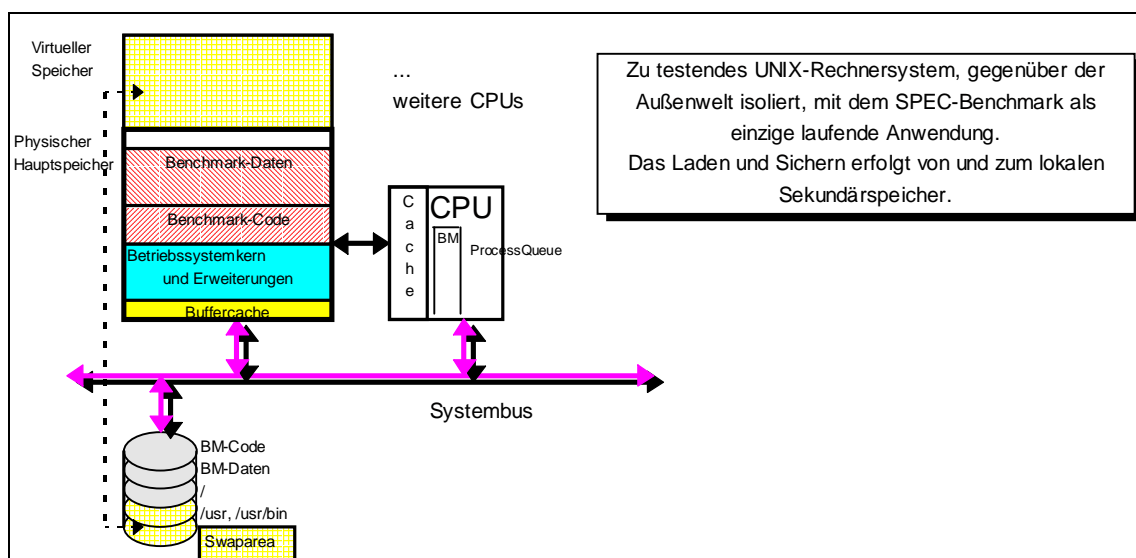 Virtueller
Speicher
Physischer
Hauptspeicher
Benchmark-Daten
Benchmark-Code
Betriebssystemkern
und Erweiterungen
Buffercache
...
weitere CPUs
Cache
CPU
BM
ProcessQueue
Zu testendes UNIX-Rechnersystem, gegenüber der
Außenwelt isoliert, mit dem SPEC-Benchmark als
einzige laufende Anwendung.
Das Laden und Sichern erfolgt von und zum lokalen
Sekundärspeicher.
Systembus
BM-Code
BM-Daten
/
/usr, /usr/bin
Swaparea